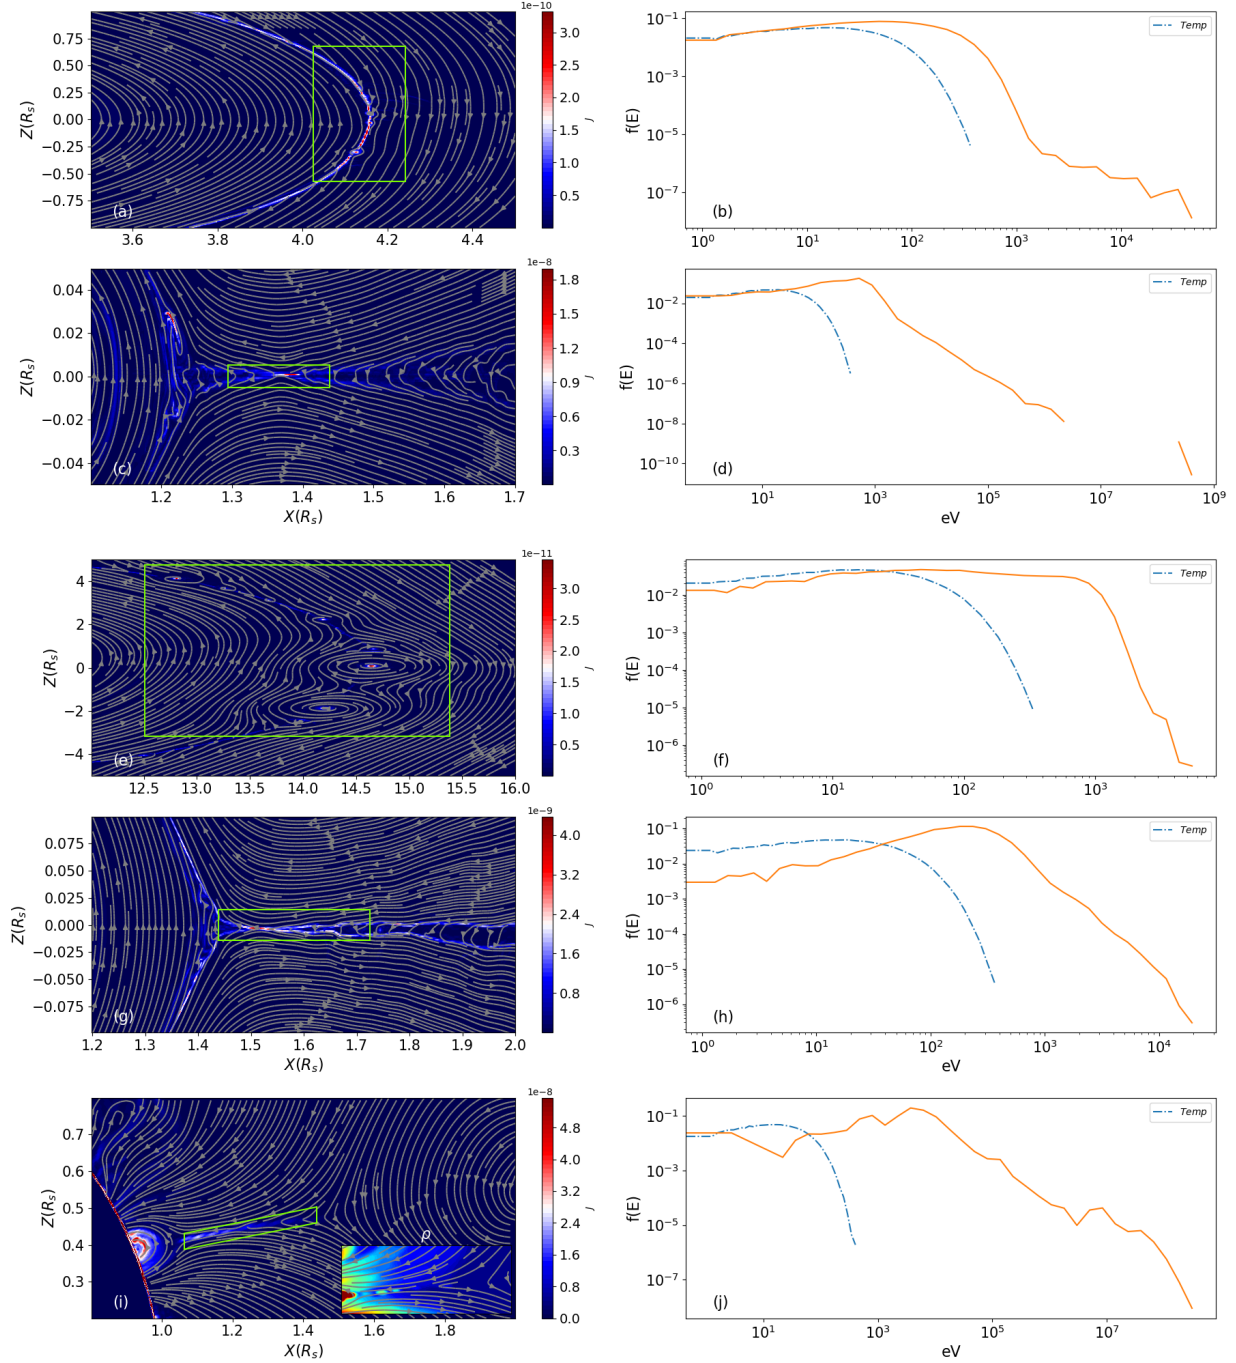 1e−10
0.75
0.50
0.25
0.00
−0.25
−0.50
−0.75
Z(R_s)
(a)
3.6 3.8 4.0 4.2 4.4
3.0
2.5
2.0
1.5
1.0
0.5
J
10^-1
10^-3
10^-5
10^-7
f(E)
Temp
(b)
10^0 10^1 10^2 10^3 10^4
1e−8
0.04
0.02
0.00
−0.02
−0.04
Z(R_s)
(c)
1.2 1.3 1.4 1.5 1.6 1.7
X(R_s)
1.8
1.5
1.2
0.9
0.6
0.3
J
10^-2
10^-4
10^-6
10^-8
10^-10
f(E)
Temp
(d)
10^1 10^3 10^5 10^7 10^9
eV
1e−11
4
2
0
−2
−4
Z(R_s)
(e)
12.5 13.0 13.5 14.0 14.5 15.0 15.5 16.0
3.0
2.5
2.0
1.5
1.0
0.5
J
10^-2
10^-3
10^-4
10^-5
10^-6
f(E)
Temp
(f)
10^0 10^1 10^2 10^3
1e−9
0.075
0.050
0.025
0.000
−0.025
−0.050
−0.075
Z(R_s)
(g)
1.2 1.3 1.4 1.5 1.6 1.7 1.8 1.9 2.0
X(R_s)
4.0
3.2
2.4
1.6
0.8
J
10^-1
10^-2
10^-3
10^-4
10^-5
10^-6
f(E)
Temp
(h)
10^0 10^1 10^2 10^3 10^4
eV
1e−8
0.7
0.6
0.5
0.4
0.3
Z(R_s)
ρ
(i)
1.0 1.2 1.4 1.6 1.8
X(R_s)
4.8
4.0
3.2
2.4
1.6
0.8
0.0
J
10^-1
10^-3
10^-5
10^-7
f(E)
Temp
(j)
10^1 10^3 10^5 10^7
eV